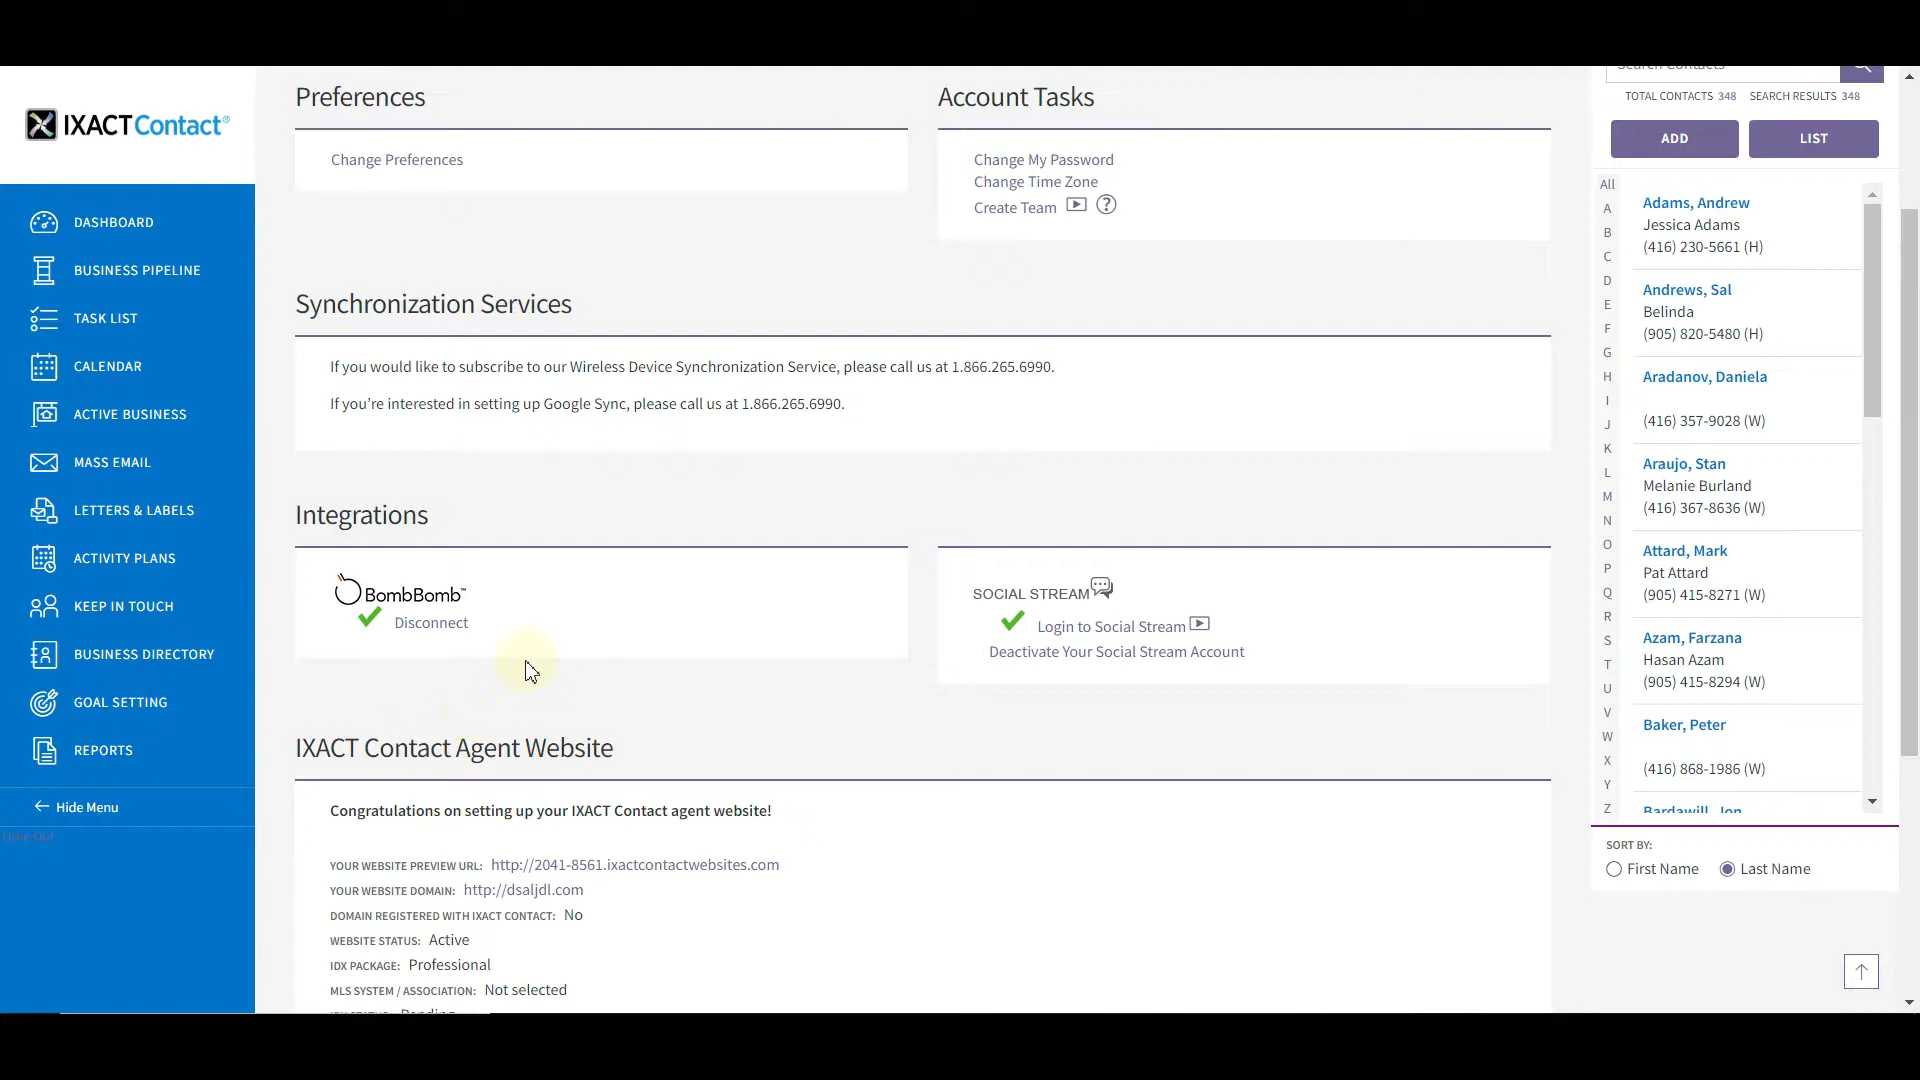 IXACTContact®
DASHBOARD
BUSINESS PIPELINE
TASK LIST
CALENDAR
ACTIVE BUSINESS
MASS EMAIL
LETTERS & LABELS
ACTIVITY PLANS
KEEP IN TOUCH
BUSINESS DIRECTORY
GOAL SETTING
REPORTS
Hide Menu
Time Out
Preferences
Change Preferences
Account Tasks
Change My Password
Change Time Zone
Create Team ?
Synchronization Services
If you would like to subscribe to our Wireless Device Synchronization Service, please call us at 1.866.265.6990.
If you’re interested in setting up Google Sync, please call us at 1.866.265.6990.
Integrations
BombBomb™
Disconnect
SOCIAL STREAM
Login to Social Stream
Deactivate Your Social Stream Account
IXACT Contact Agent Website
Congratulations on setting up your IXACT Contact agent website!
YOUR WEBSITE PREVIEW URL: http://2041-8561.ixactcontactwebsites.com
YOUR WEBSITE DOMAIN: http://dsaljdl.com
DOMAIN REGISTERED WITH IXACT CONTACT: No
WEBSITE STATUS: Active
IDX PACKAGE: Professional
MLS SYSTEM / ASSOCIATION: Not selected
Search Contacts
TOTAL CONTACTS 348 SEARCH RESULTS 348
ADD LIST
All
A
B
C
D
E
F
G
H
I
J
K
L
M
N
O
P
Q
R
S
T
U
V
W
X
Y
Z
Adams, Andrew
Jessica Adams
(416) 230-5661 (H)
Andrews, Sal
Belinda
(905) 820-5480 (H)
Aradanov, Daniela
(416) 357-9028 (W)
Araujo, Stan
Melanie Burland
(416) 367-8636 (W)
Attard, Mark
Pat Attard
(905) 415-8271 (W)
Azam, Farzana
Hasan Azam
(905) 415-8294 (W)
Baker, Peter
(416) 868-1986 (W)
Bardawill, Jon
SORT BY:
First Name Last Name